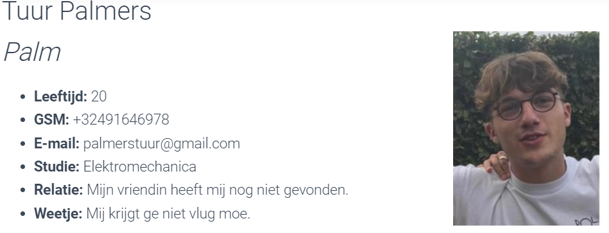 Tuur Palmers
Palm
Leeftijd: 20
GSM: +32491646978
E-mail: palmerstuur@gmail.com
Studie: Elektromechanica
Relatie: Mijn vriendin heeft mij nog niet gevonden.
Weetje: Mij krijgt ge niet vlug moe.